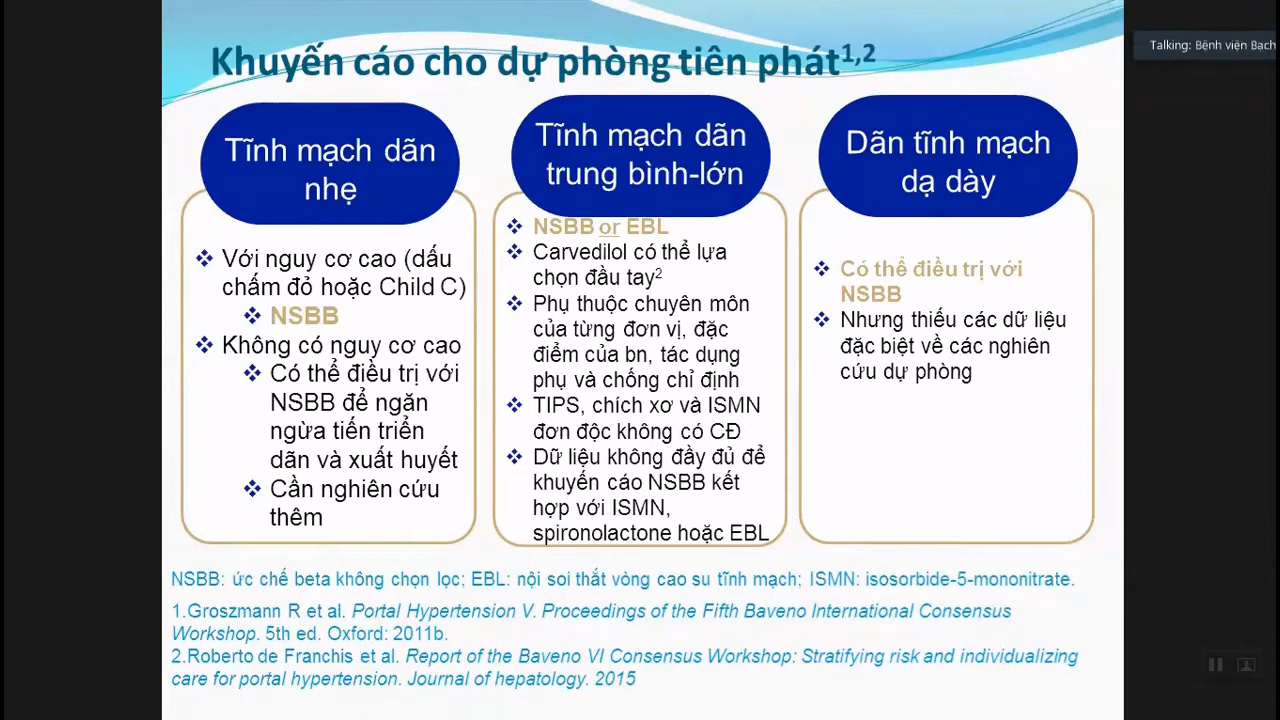 Khuyến cáo cho dự phòng tiên phát1,2
Talking: Bệnh viện Bạch
Tĩnh mạch dãn
nhẹ
❖ Với nguy cơ cao (dấu
chấm đỏ hoặc Child C)
❖ NSBB
❖ Không có nguy cơ cao
❖ Có thể điều trị với
NSBB để ngăn
ngừa tiến triển
dãn và xuất huyết
❖ Cần nghiên cứu
thêm
Tĩnh mạch dãn
trung bình-lớn
❖ NSBB or EBL
❖ Carvedilol có thể lựa
chọn đầu tay2
❖ Phụ thuộc chuyên môn
của từng đơn vị, đặc
điểm của bn, tác dụng
phụ và chống chỉ định
❖ TIPS, chích xơ và ISMN
đơn độc không có CĐ
❖ Dữ liệu không đầy đủ để
khuyến cáo NSBB kết
hợp với ISMN,
spironolactone hoặc EBL
Dãn tĩnh mạch
dạ dày
❖ Có thể điều trị với
NSBB
❖ Nhưng thiếu các dữ liệu
đặc biệt về các nghiên
cứu dự phòng
NSBB: ức chế beta không chọn lọc; EBL: nội soi thắt vòng cao su tĩnh mạch; ISMN: isosorbide-5-mononitrate.
1.Groszmann R et al. Portal Hypertension V. Proceedings of the Fifth Baveno International Consensus
Workshop. 5th ed. Oxford: 2011b.
2.Roberto de Franchis et al. Report of the Baveno VI Consensus Workshop: Stratifying risk and individualizing
care for portal hypertension. Journal of hepatology. 2015